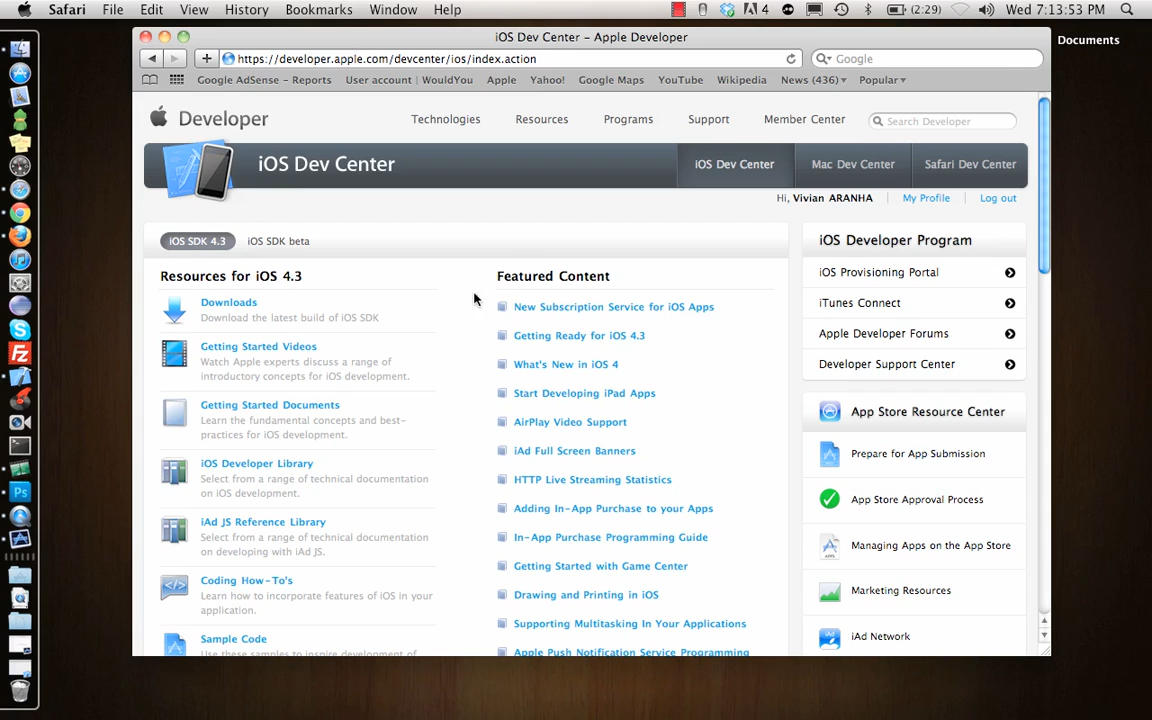 Safari File Edit View History Bookmarks Window Help 4 (2:29) Wed 7:13:53 PM
Documents
iOS Dev Center – Apple Developer
https://developer.apple.com/devcenter/ios/index.action
Google
Google AdSense – Reports User account | WouldYou Apple Yahoo! Google Maps YouTube Wikipedia News (436) Popular
Developer
Technologies Resources Programs Support Member Center
Search Developer
iOS Dev Center
iOS Dev Center Mac Dev Center Safari Dev Center
Hi, Vivian ARANHA My Profile Log out
iOS SDK 4.3 iOS SDK beta
Resources for iOS 4.3
Downloads
Download the latest build of iOS SDK
Getting Started Videos
Watch Apple experts discuss a range of
introductory concepts for iOS development.
Getting Started Documents
Learn the fundamental concepts and best-
practices for iOS development.
iOS Developer Library
Select from a range of technical documentation
on iOS development.
iAd JS Reference Library
Select from a range of technical documentation
on developing with iAd JS.
Coding How-To's
Learn how to incorporate features of iOS in your
application.
Sample Code
Use these samples to inspire development of
Featured Content
New Subscription Service for iOS Apps
Getting Ready for iOS 4.3
What's New in iOS 4
Start Developing iPad Apps
AirPlay Video Support
iAd Full Screen Banners
HTTP Live Streaming Statistics
Adding In-App Purchase to your Apps
In-App Purchase Programming Guide
Getting Started with Game Center
Drawing and Printing in iOS
Supporting Multitasking In Your Applications
Apple Push Notification Service Programming
iOS Developer Program
iOS Provisioning Portal
iTunes Connect
Apple Developer Forums
Developer Support Center
App Store Resource Center
Prepare for App Submission
App Store Approval Process
Managing Apps on the App Store
Marketing Resources
iAd Network